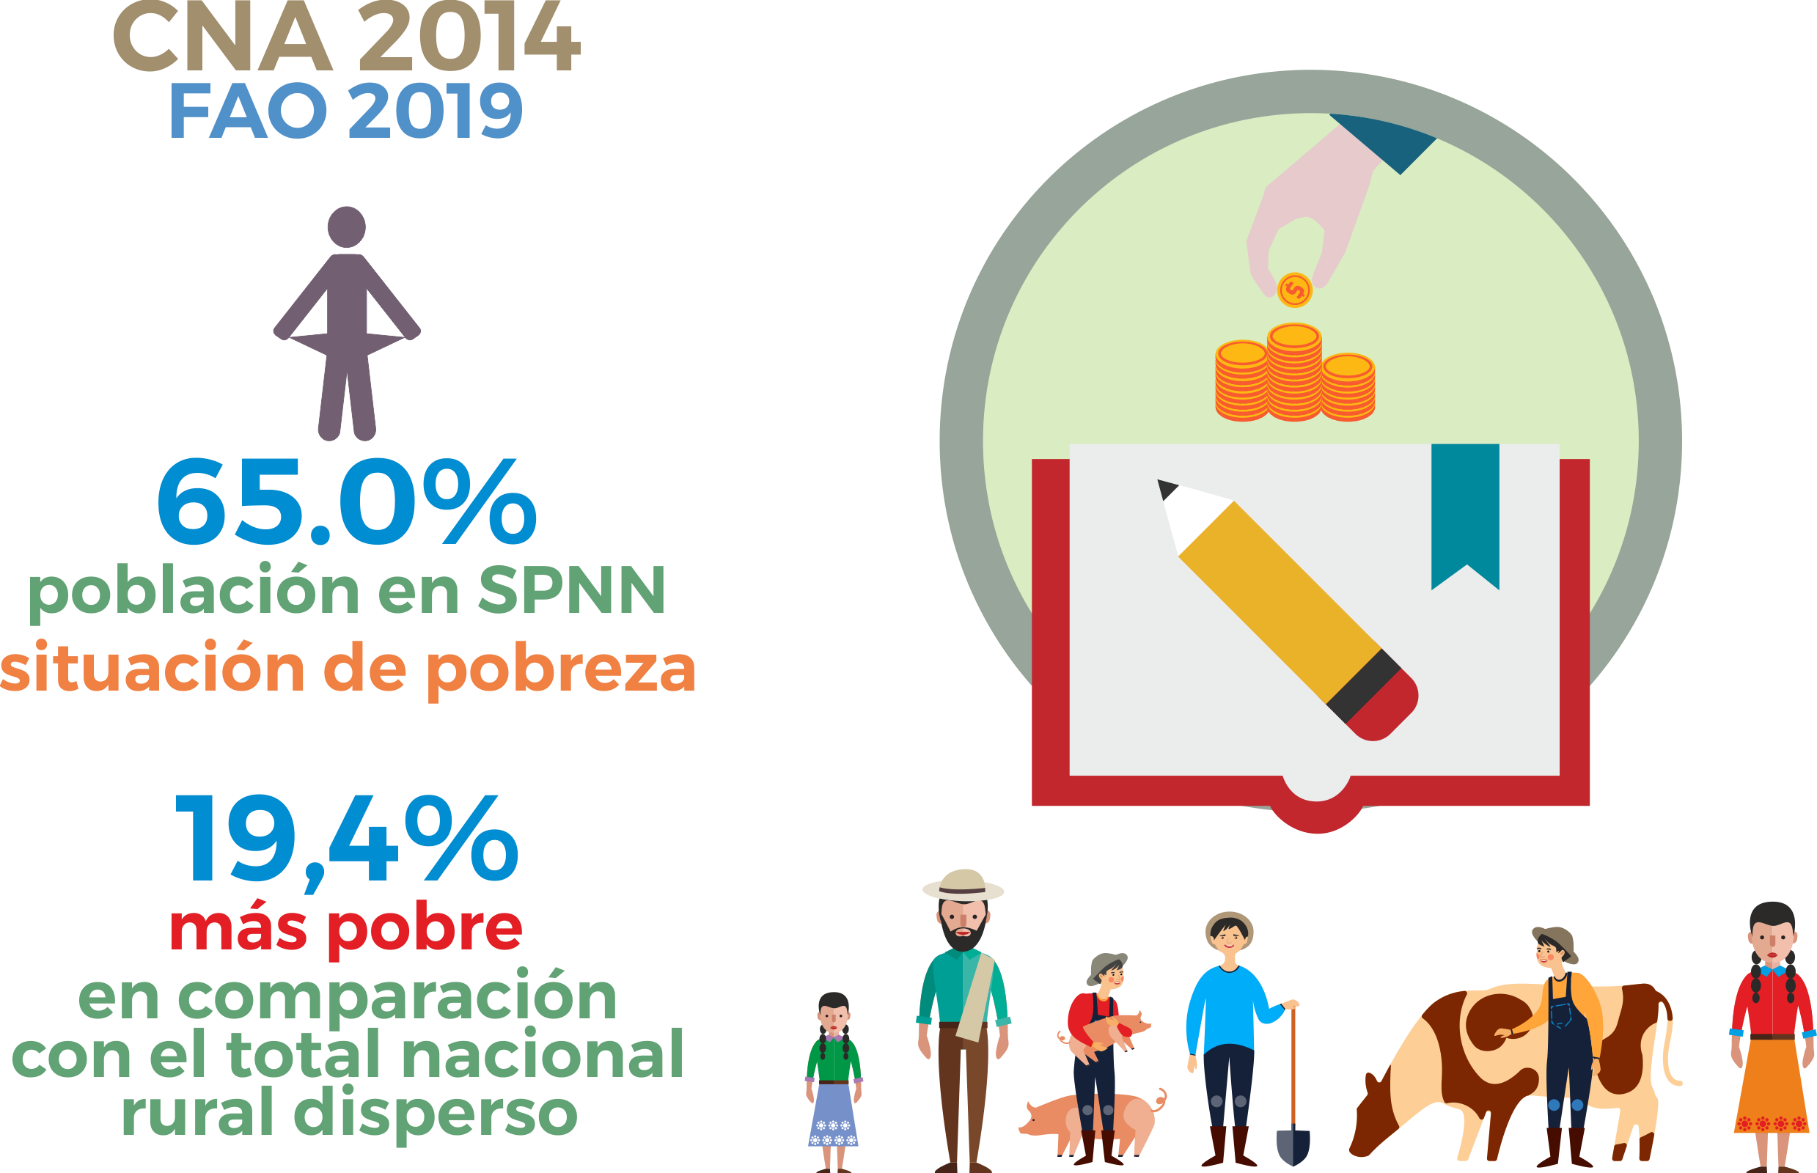 CNA 2014
FAO 2019
65.0%
población en SPNN
situación de pobreza
19,4%
más pobre
en comparación
con el total nacional
rural disperso
$